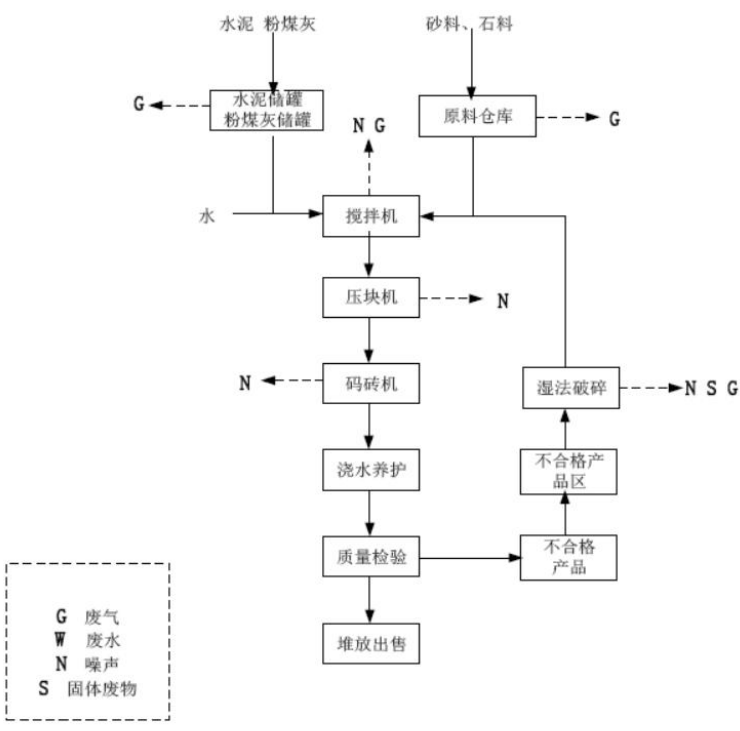 水泥 粉煤灰
砂料、石料
G
水泥储罐
粉煤灰储罐
N G
原料仓库
G
水
搅拌机
压块机
N
N
码砖机
湿法破碎
N S G
浇水养护
不合格产
品区
质量检验
不合格
产品
堆放出售
G 废气
W 废水
N 噪声
S 固体废物